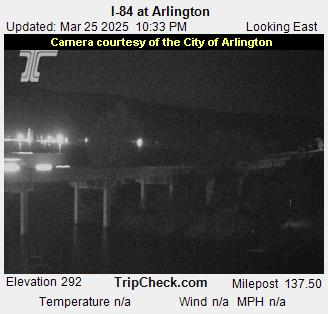 I-84 at Arlington
Updated: Mar 25 2025 10:33 PM Looking East
Camera courtesy of the City of Arlington
Elevation 292 TripCheck.com Milepost 137.50
Temperature n/a Wind n/a MPH n/a